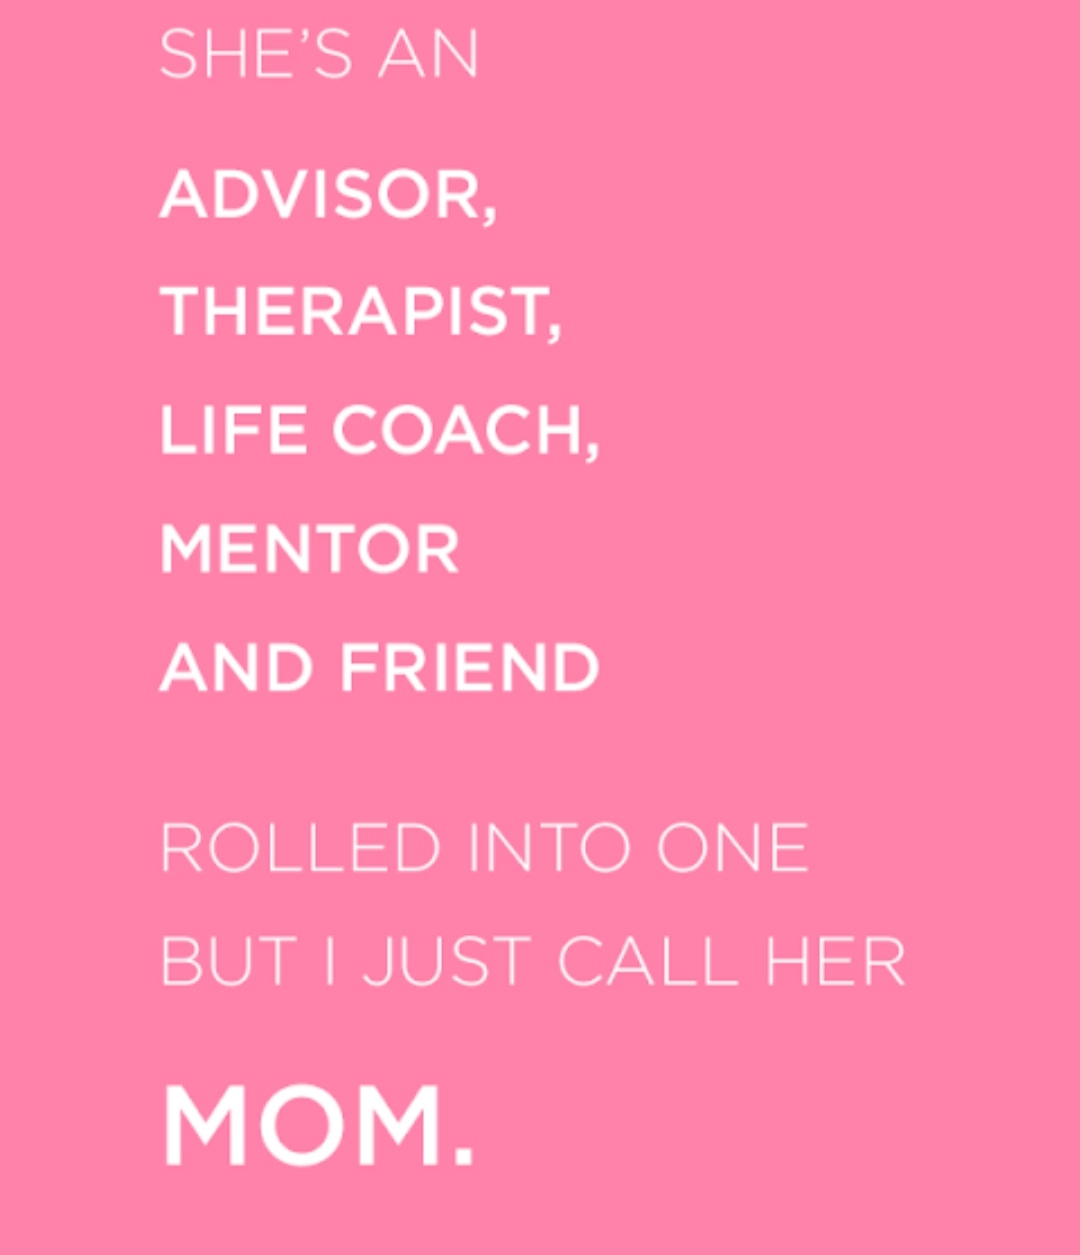 SHE’S AN
ADVISOR,
THERAPIST,
LIFE COACH,
MENTOR
AND FRIEND
ROLLED INTO ONE
BUT I JUST CALL HER
MOM.